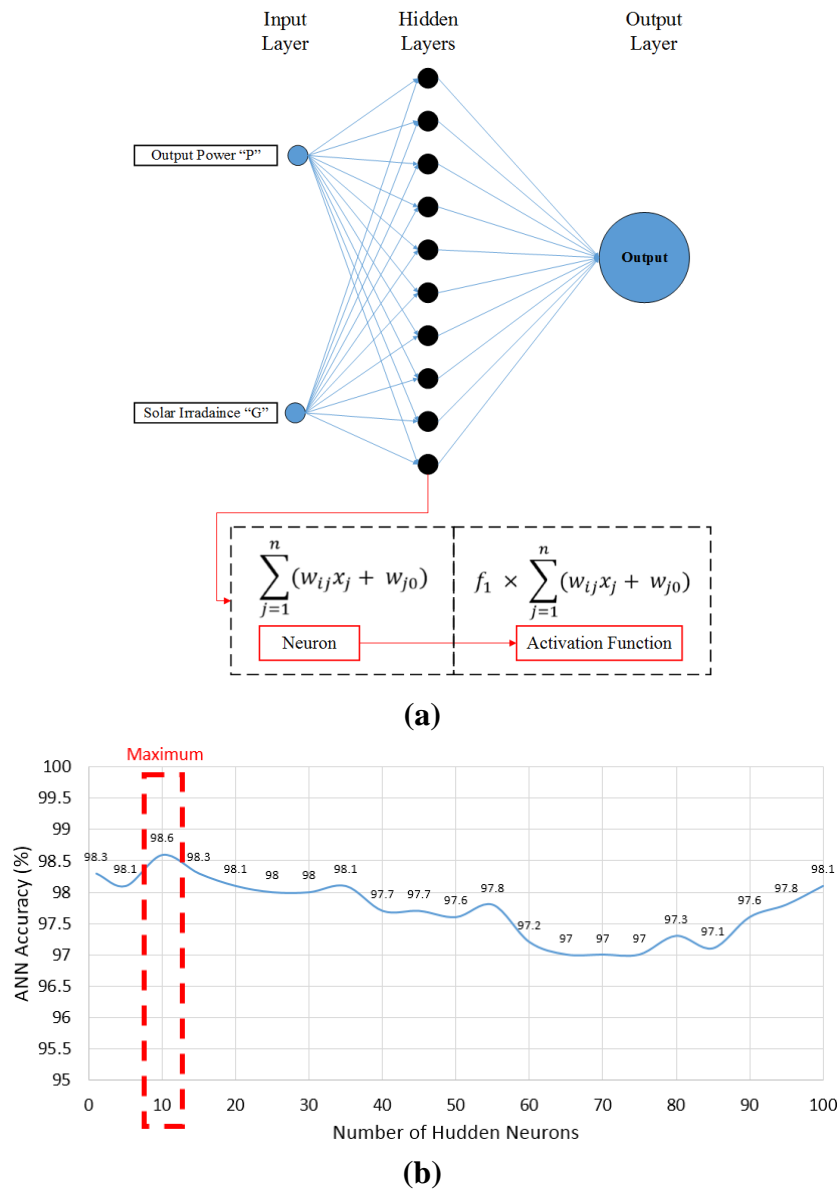 Input Layer
Hidden Layers
Output Layer
Output Power “P”
Output
Solar Irradaince “G”
\sum_{j=1}^{n}(w_{ij}x_j + w_{j0})
f_1 × \sum_{j=1}^{n}(w_{ij}x_j + w_{j0})
Neuron
Activation Function
(a)
Maximum
ANN Accuracy (%)
100
99.5
99
98.5
98
97.5
97
96.5
96
95.5
95
98.3 98.1 98.6 98.3 98.1 98 98 98.1 97.7 97.7 97.6 97.8 97.2 97 97 97 97.3 97.1 97.6 97.8 98.1
0 10 20 30 40 50 60 70 80 90 100
Number of Hudden Neurons
(b)